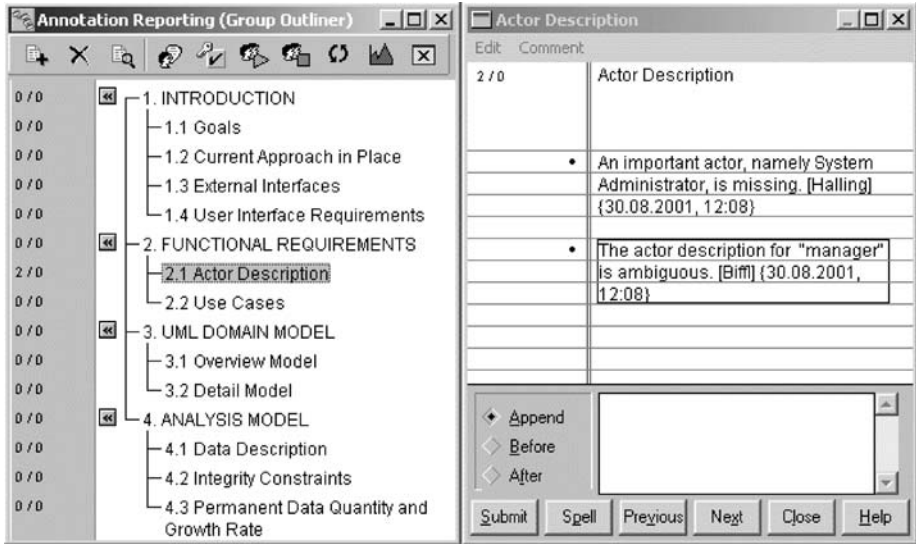 Annotation Reporting (Group Outliner)
0/0 1. INTRODUCTION
0/0 1.1 Goals
0/0 1.2 Current Approach in Place
0/0 1.3 External Interfaces
0/0 1.4 User Interface Requirements
0/0 2. FUNCTIONAL REQUIREMENTS
2/0 2.1 Actor Description
0/0 2.2 Use Cases
0/0 3. UML DOMAIN MODEL
0/0 3.1 Overview Model
0/0 3.2 Detail Model
0/0 4. ANALYSIS MODEL
0/0 4.1 Data Description
0/0 4.2 Integrity Constraints
0/0 4.3 Permanent Data Quantity and
Growth Rate
Actor Description
Edit Comment
2/0 Actor Description
• An important actor, namely System
Administrator, is missing. [Halling]
{30.08.2001, 12:08}
• The actor description for "manager"
is ambiguous. [Biffl] {30.08.2001,
12:08}
Append
Before
After
Submit Spell Previous Next Close Help